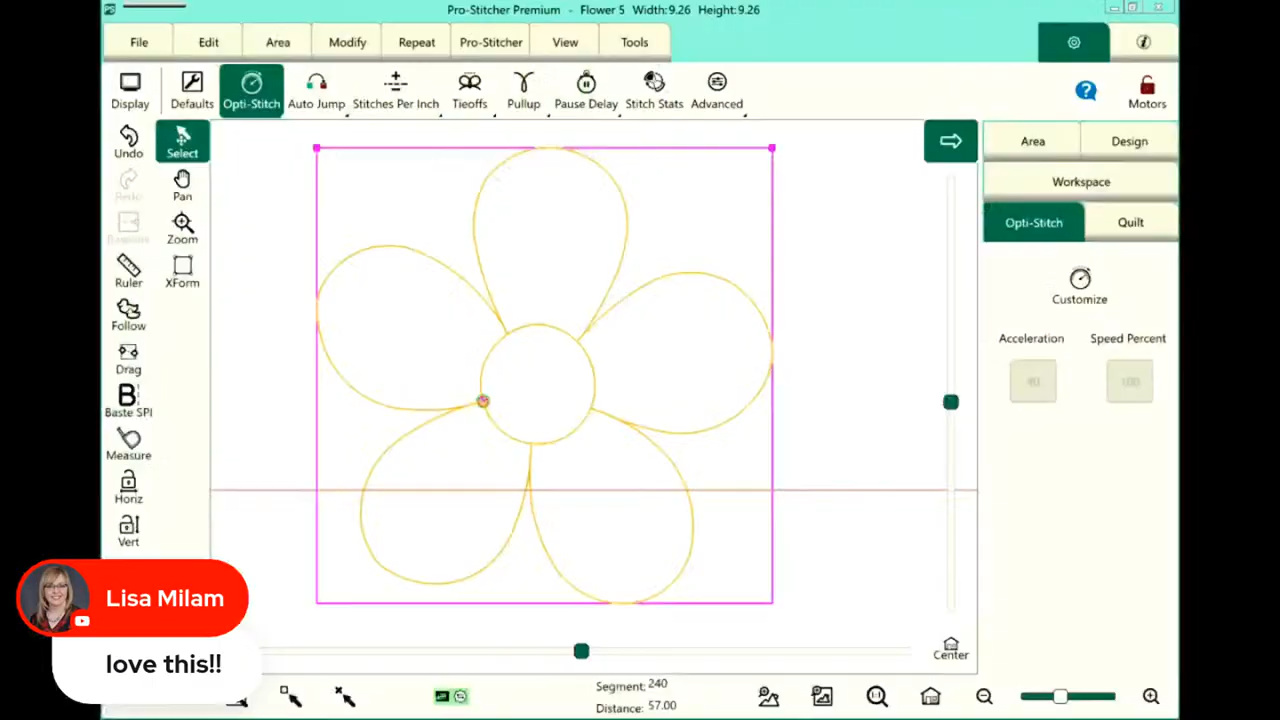 Pro-Stitcher Premium - Flower 5 Width:9.26 Height:9.26
File Edit Area Modify Repeat Pro-Stitcher View Tools
Display Defaults Opti-Stitch Auto Jump Stitches Per Inch Tieoffs Pullup Pause Delay Stitch Stats Advanced Motors
Undo Select Area Design
Redo Pan Workspace
Zoom Opti-Stitch Quilt
Ruler XForm Customize
Follow Acceleration Speed Percent
Drag 40 100
Baste SPI
Measure
Horiz
Vert
Lisa Milam
love this!!
Center
Segment: 240
Distance: 57.00